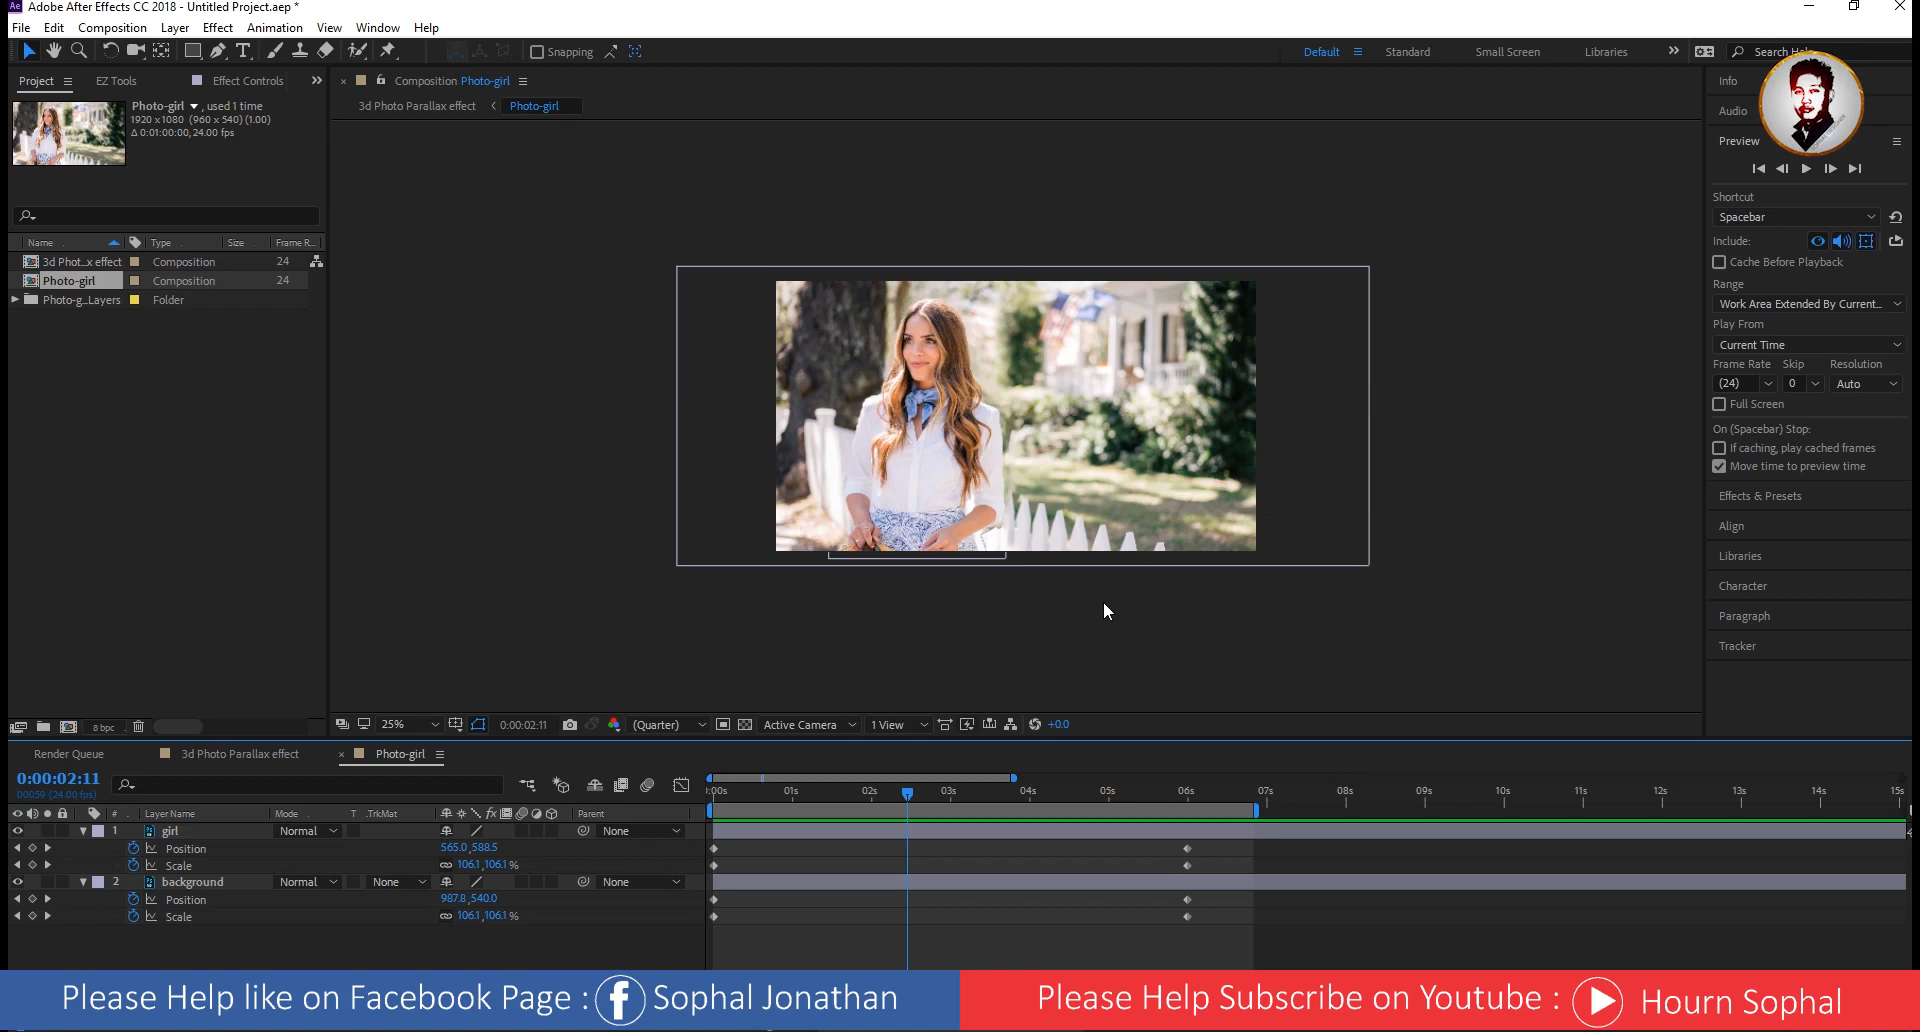 Adobe After Effects CC 2018 - Untitled Project.aep *
File Edit Composition Layer Effect Animation View Window Help
Snapping Default Standard Small Screen Libraries Search Help
Project EZ Tools Effect Controls
Composition Photo-girl
3d Photo Parallax effect Photo-girl
Photo-girl , used 1 time
1920 x 1080 (960 x 540) (1.00)
Δ 0:01:00:00, 24.00 fps
Name Type Size Frame R...
3d Phot...x effect Composition 24
Photo-girl Composition 24
Photo-g...Layers Folder
8 bpc
25% 0:00:02:11 (Quarter) Active Camera 1 View +0.0
Info
Audio
Preview
Shortcut
Spacebar
Include:
Cache Before Playback
Range
Work Area Extended By Current...
Play From
Current Time
Frame Rate Skip Resolution
(24) 0 Auto
Full Screen
On (Spacebar) Stop:
If caching, play cached frames
Move time to preview time
Effects & Presets
Align
Libraries
Character
Paragraph
Tracker
Render Queue 3d Photo Parallax effect Photo-girl
0:00:02:11
00059 (24.00 fps)
:00s 01s 02s 03s 04s 05s 06s 07s 08s 09s 10s 11s 12s 13s 14s 15s
# Layer Name Mode T .TrkMat Parent
1 girl Normal None
Position 565.0,588.5
Scale 106.1,106.1 %
2 background Normal None None
Position 987.8,540.0
Scale 106.1,106.1 %
Please Help like on Facebook Page : f Sophal Jonathan
Please Help Subscribe on Youtube : Hourn Sophal